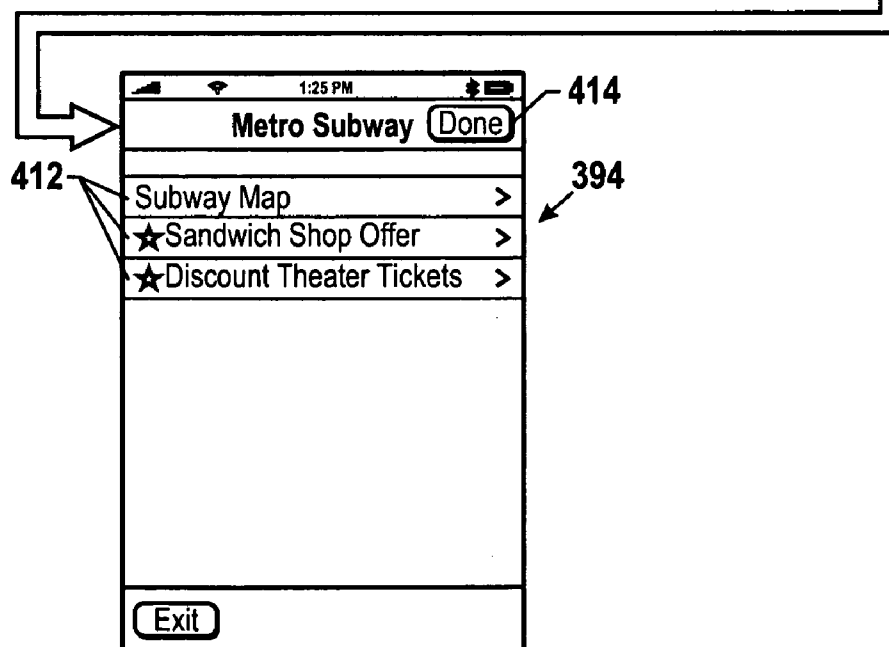 1:25 PM
Metro Subway Done
414
412
Subway Map >
394
☆Sandwich Shop Offer >
☆Discount Theater Tickets >
Exit